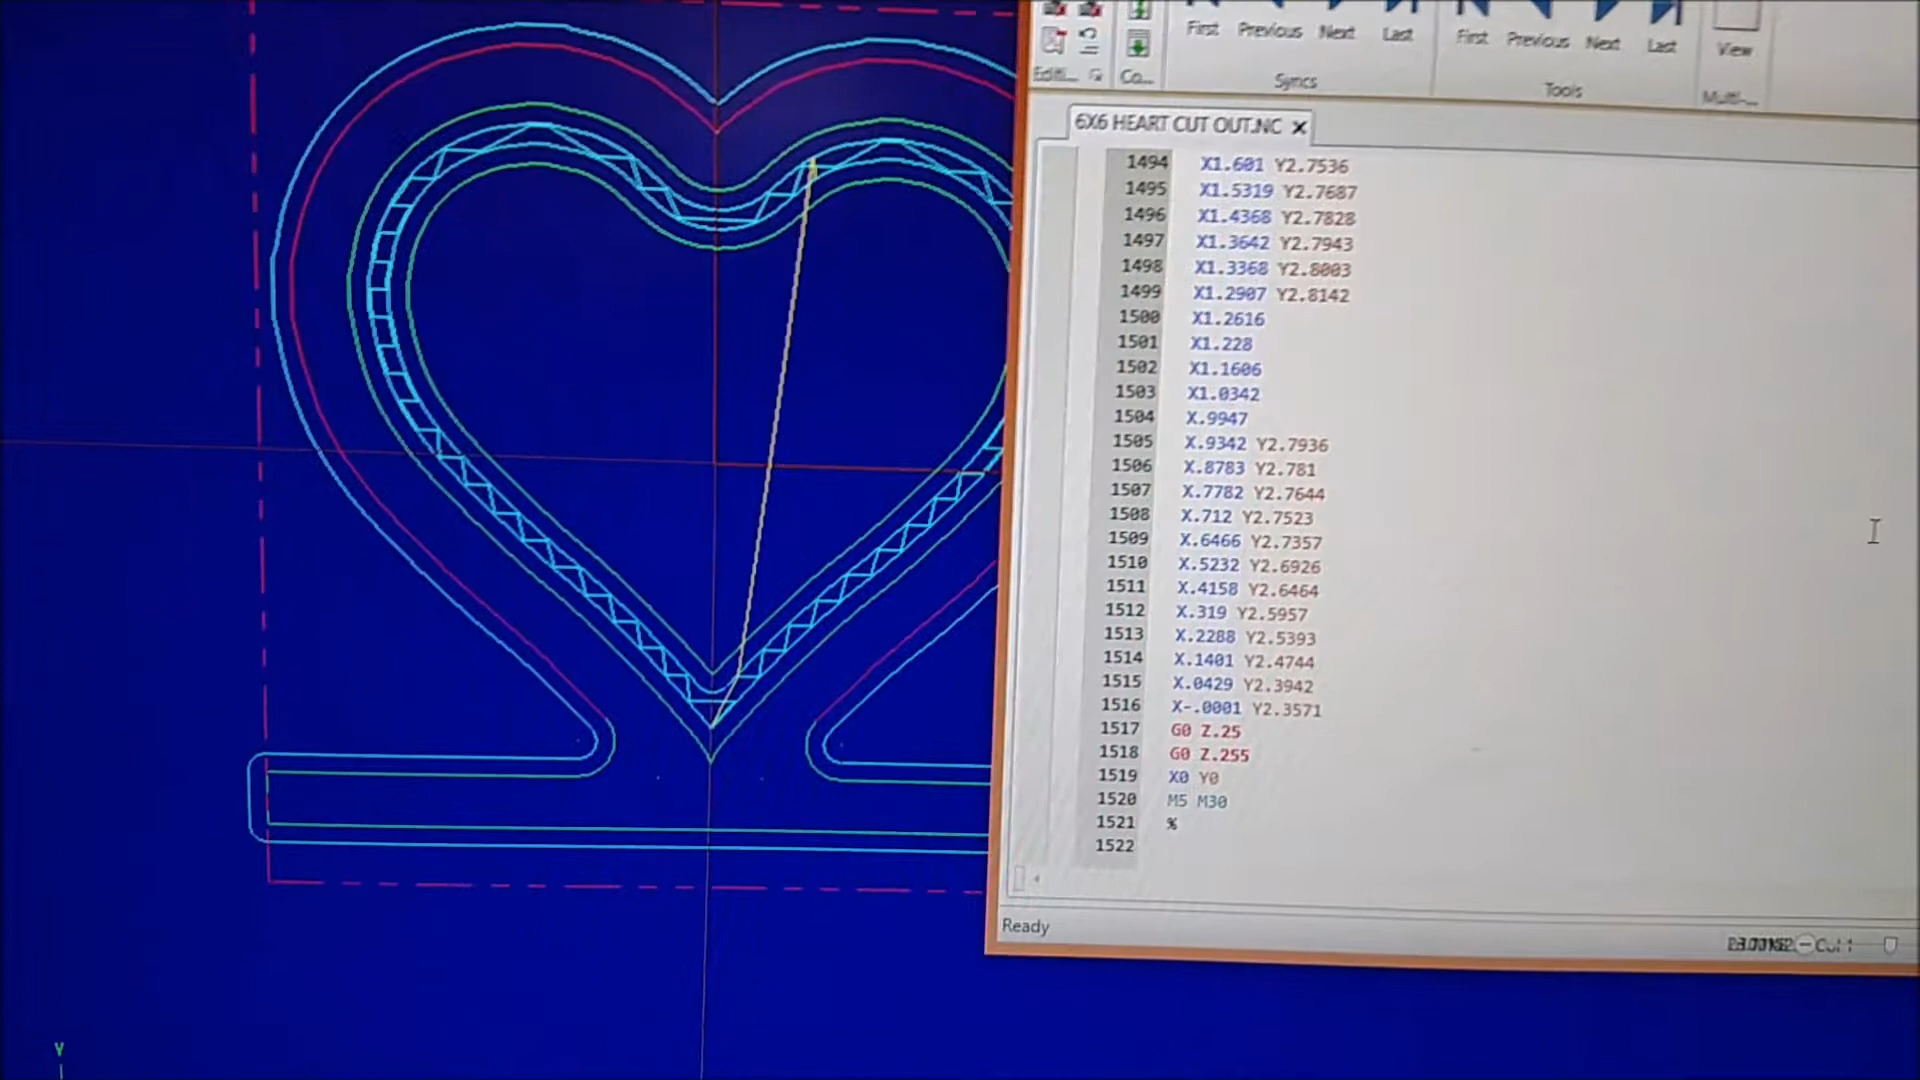 First Previous Next Last First Previous Next Last View
Editi... Co... Syncs Tools Multi-...
6X6 HEART CUT OUT.NC
1494 X1.601 Y2.7536
1495 X1.5319 Y2.7687
1496 X1.4368 Y2.7828
1497 X1.3642 Y2.7943
1498 X1.3368 Y2.8003
1499 X1.2907 Y2.8142
1500 X1.2616
1501 X1.228
1502 X1.1606
1503 X1.0342
1504 X.9947
1505 X.9342 Y2.7936
1506 X.8783 Y2.781
1507 X.7782 Y2.7644
1508 X.712 Y2.7523
1509 X.6466 Y2.7357
1510 X.5232 Y2.6926
1511 X.4158 Y2.6464
1512 X.319 Y2.5957
1513 X.2288 Y2.5393
1514 X.1401 Y2.4744
1515 X.0429 Y2.3942
1516 X-.0001 Y2.3571
1517 G0 Z.25
1518 G0 Z.255
1519 X0 Y0
1520 M5 M30
1521 %
1522
Ready
Y